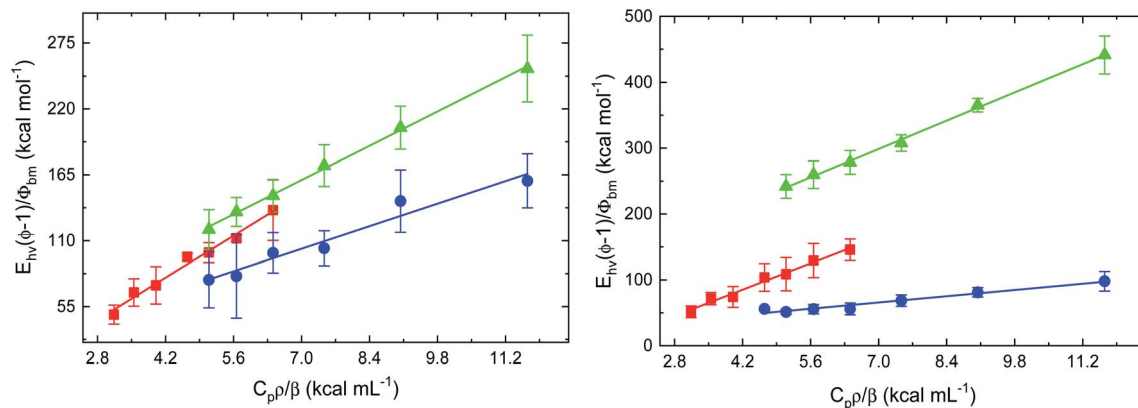 E_hv(ϕ-1)/Φ_bm (kcal mol⁻¹)
275
220
165
110
55
2.8 4.2 5.6 7.0 8.4 9.8 11.2
C_pρ/β (kcal mL⁻¹)
E_hv(ϕ-1)/Φ_bm (kcal mol⁻¹)
500
400
300
200
100
0
2.8 4.2 5.6 7.0 8.4 9.8 11.2
C_pρ/β (kcal mL⁻¹)